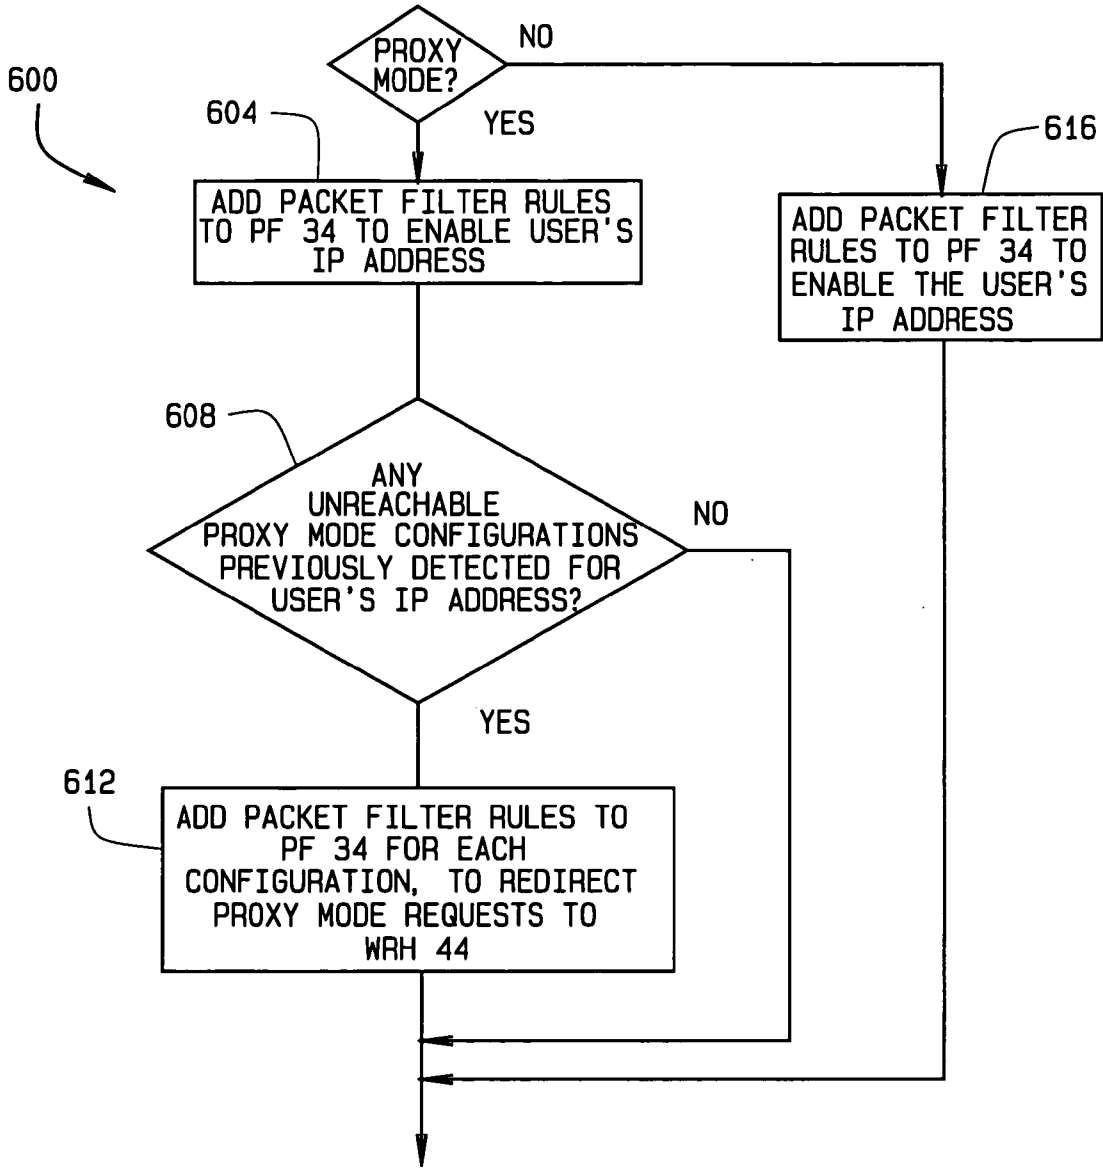 PROXY
MODE?
NO
600
604
YES
616
ADD PACKET FILTER RULES
TO PF 34 TO ENABLE USER'S
IP ADDRESS
ADD PACKET FILTER
RULES TO PF 34 TO
ENABLE THE USER'S
IP ADDRESS
608
ANY
UNREACHABLE
PROXY MODE CONFIGURATIONS
PREVIOUSLY DETECTED FOR
USER'S IP ADDRESS?
NO
YES
612
ADD PACKET FILTER RULES TO
PF 34 FOR EACH
CONFIGURATION, TO REDIRECT
PROXY MODE REQUESTS TO
WRH 44